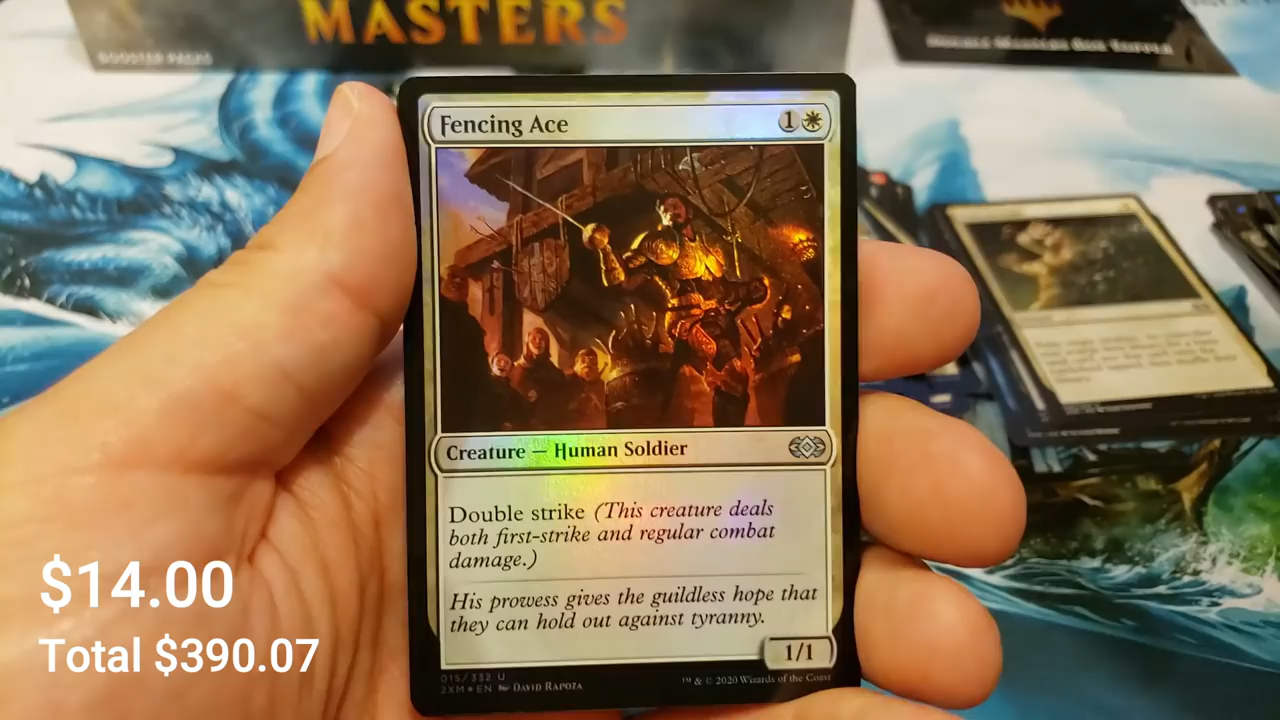 MASTERS
BOOSTER PACKS
Fencing Ace
1
Creature — Human Soldier
Double strike (This creature deals
both first-strike and regular combat
damage.)
His prowess gives the guildless hope that
they can hold out against tyranny.
1/1
015/332 U
2XM ★ EN DAVID RAPOZA
™ & © 2020 Wizards of the Coast
$14.00
Total $390.07